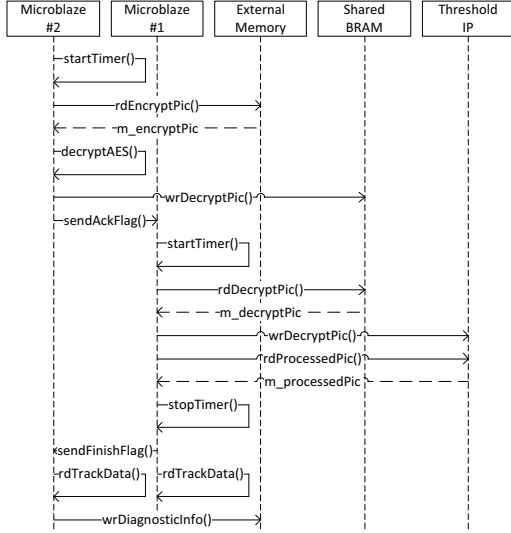 Microblaze #2
Microblaze #1
External Memory
Shared BRAM
Threshold IP
startTimer()
rdEncryptPic()
m_encryptPic
decryptAES()
wrDecryptPic()
sendAckFlag()
startTimer()
rdDecryptPic()
m_decryptPic
wrDecryptPic()
rdProcessedPic()
m_processedPic
stopTimer()
sendFinishFlag()
rdTrackData()
rdTrackData()
wrDiagnosticInfo()